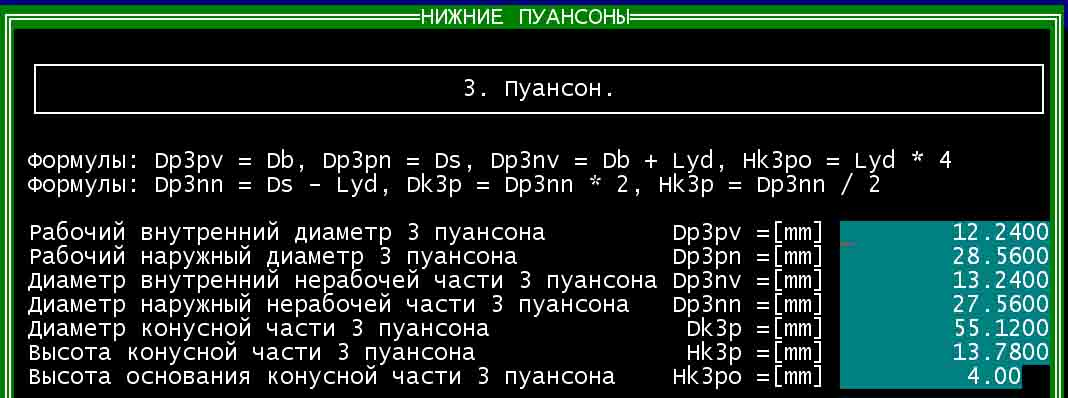 НИЖНИЕ ПУАНСОНЫ
3. Пуансон.
Формулы: Dp3pv = Db, Dp3pn = Ds, Dp3nv = Db + Lyd, Hk3po = Lyd * 4
Формулы: Dp3nn = Ds - Lyd, Dk3p = Dp3nn * 2, Hk3p = Dp3nn / 2
Рабочий внутренний диаметр 3 пуансона Dp3pv =[mm] 12.2400
Рабочий наружный диаметр 3 пуансона Dp3pn =[mm] 28.5600
Диаметр внутренний нерабочей части 3 пуансона Dp3nv =[mm] 13.2400
Диаметр наружный нерабочей части 3 пуансона Dp3nn =[mm] 27.5600
Диаметр конусной части 3 пуансона Dk3p =[mm] 55.1200
Высота конусной части 3 пуансона Hk3p =[mm] 13.7800
Высота основания конусной части 3 пуансона Hk3po =[mm] 4.00